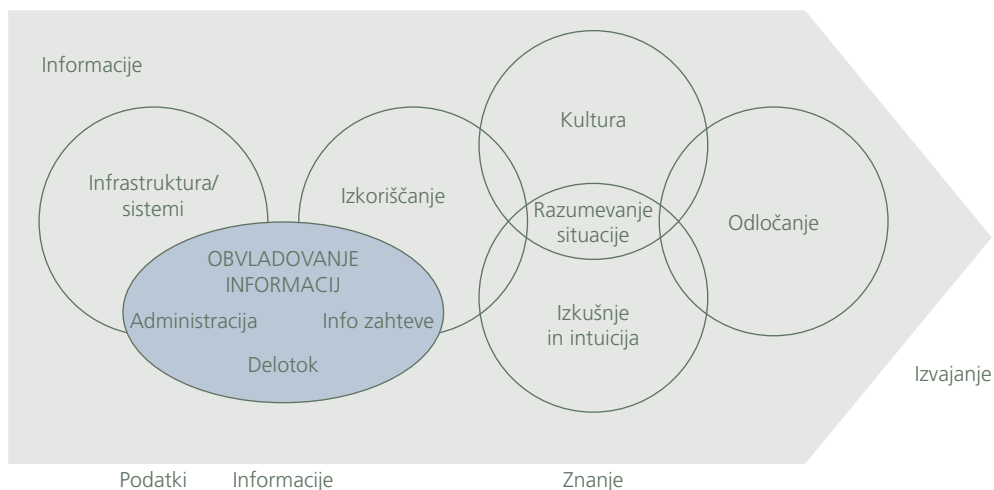 Informacije
Kultura
Infrastruktura/
sistemi
Izkoriščanje
Razumevanje
situacije
Odločanje
OBVLADOVANJE
INFORMACIJ
Administracija
Info zahteve
Delotok
Izkušnje
in intuicija
Izvajanje
Podatki
Informacije
Znanje